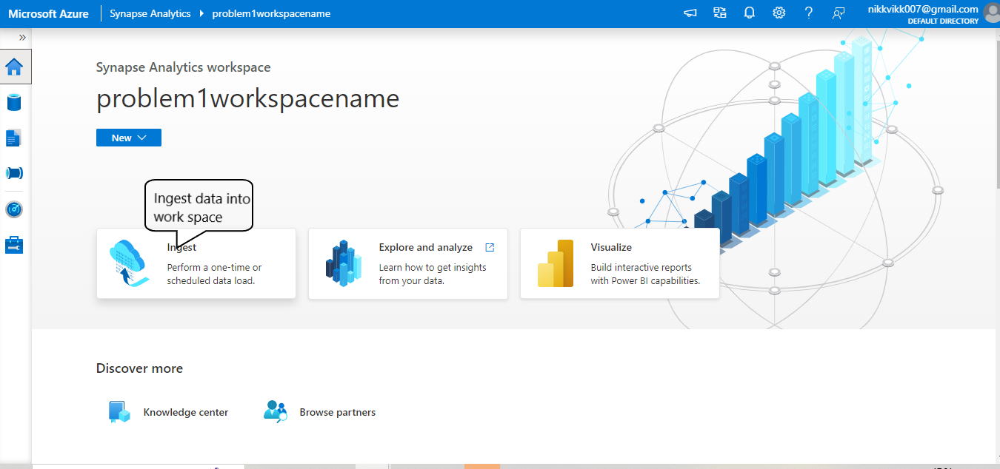 Microsoft Azure
Synapse Analytics
problem1workspacename
nikkvikk007@gmail.com
DEFAULT DIRECTORY
Synapse Analytics workspace
problem1workspacename
New
Ingest data into
work space
Ingest
Perform a one-time or
scheduled data load.
Explore and analyze
Learn how to get insights
from your data.
Visualize
Build interactive reports
with Power BI capabilities.
Discover more
Knowledge center
Browse partners